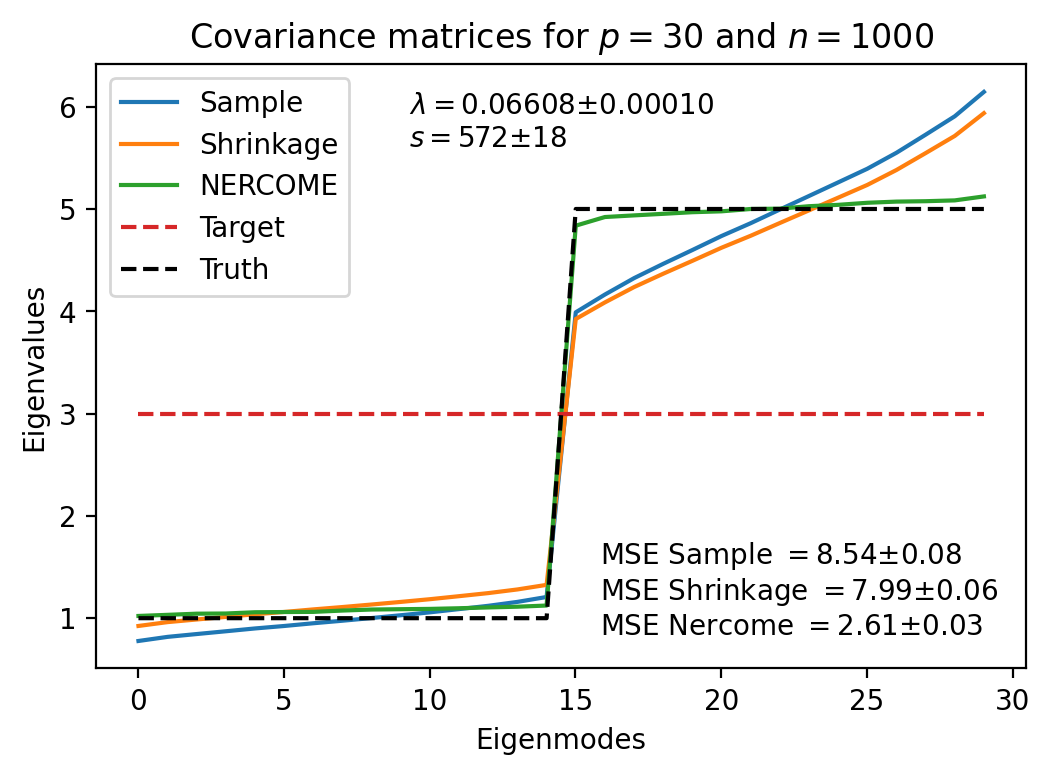 Covariance matrices for p = 30 and n = 1000
Sample
Shrinkage
NERCOME
Target
Truth
λ = 0.06608±0.00010
s = 572±18
MSE Sample = 8.54±0.08
MSE Shrinkage = 7.99±0.06
MSE Nercome = 2.61±0.03
6
5
4
3
2
1
Eigenvalues
0 5 10 15 20 25 30
Eigenmodes